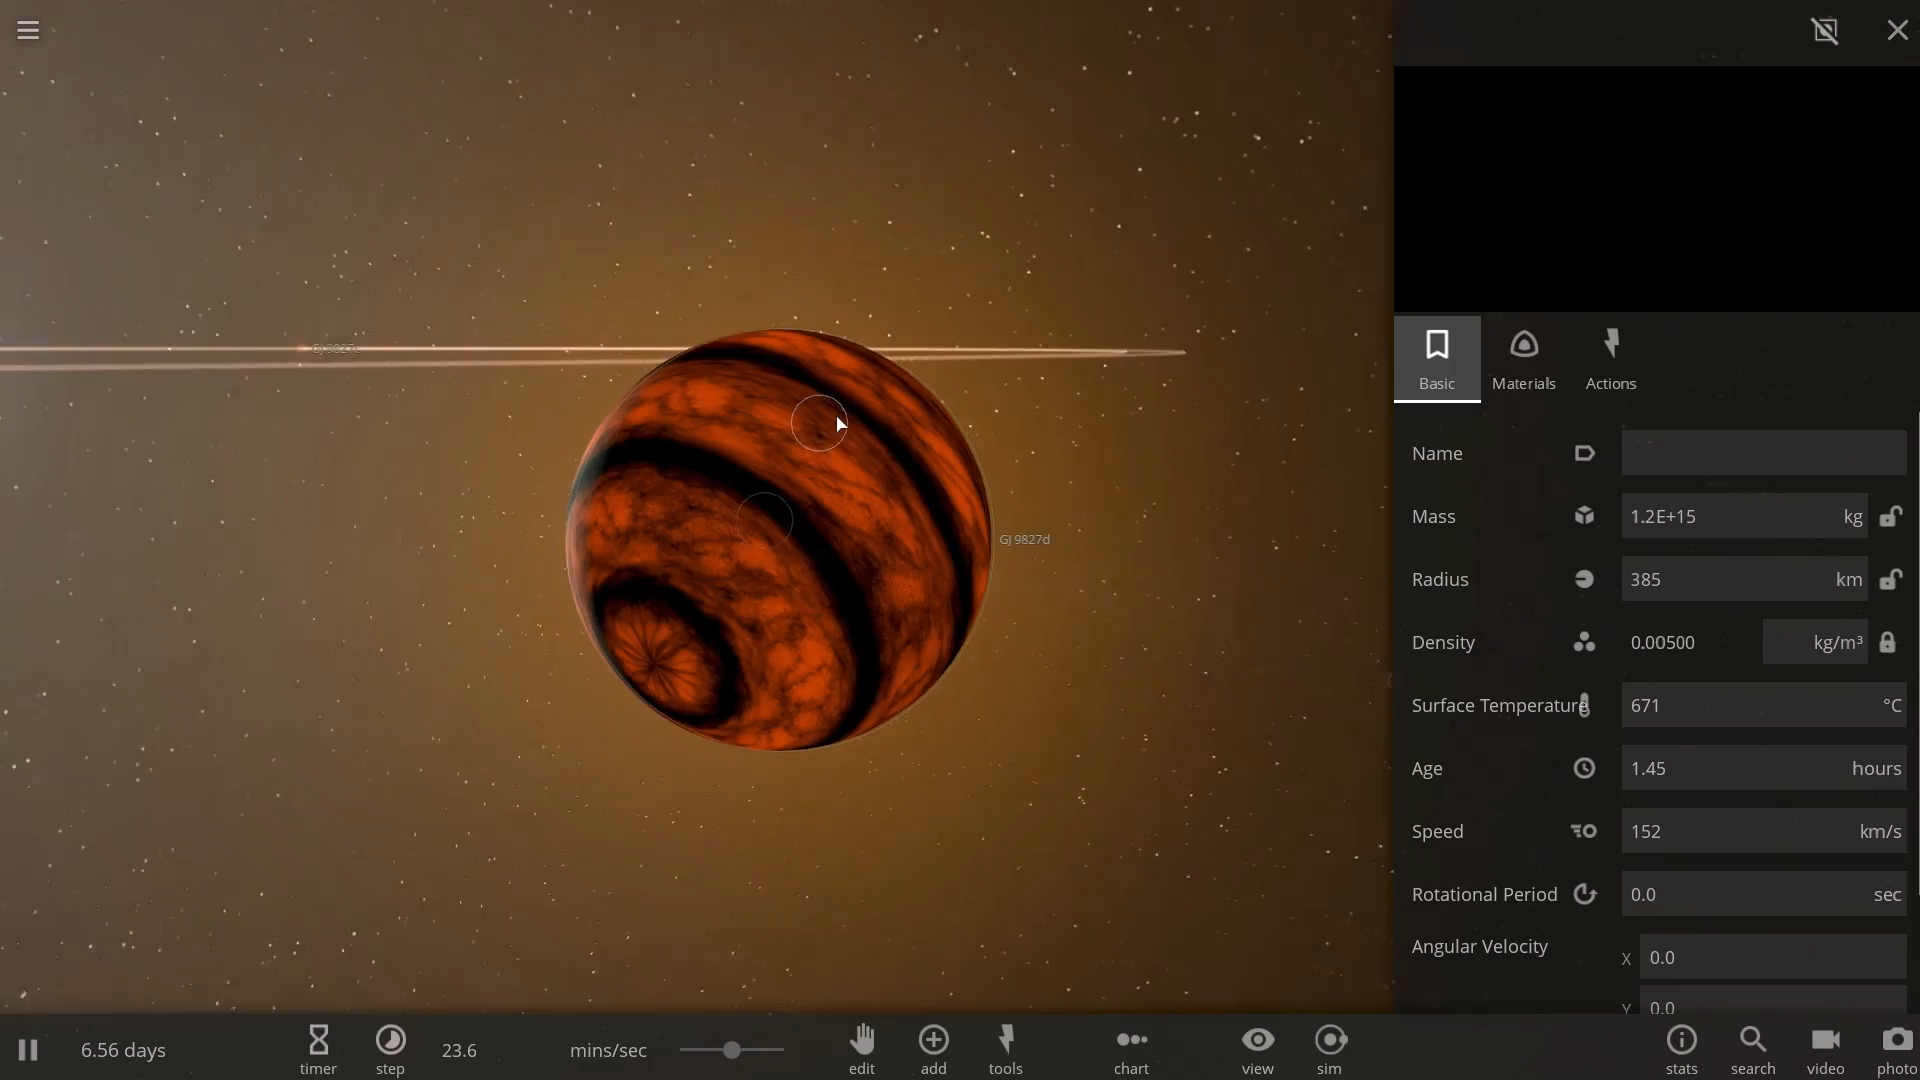 GJ 9827c
GJ 9827d
Basic
Materials
Actions
Name
Mass 1.2E+15 kg
Radius 385 km
Density 0.00500 kg/m³
Surface Temperature 671 °C
Age 1.45 hours
Speed 152 km/s
Rotational Period 0.0 sec
Angular Velocity
X 0.0
Y 0.0
6.56 days
timer
step
23.6 mins/sec
edit
add
tools
chart
view
sim
stats
search
video
photo